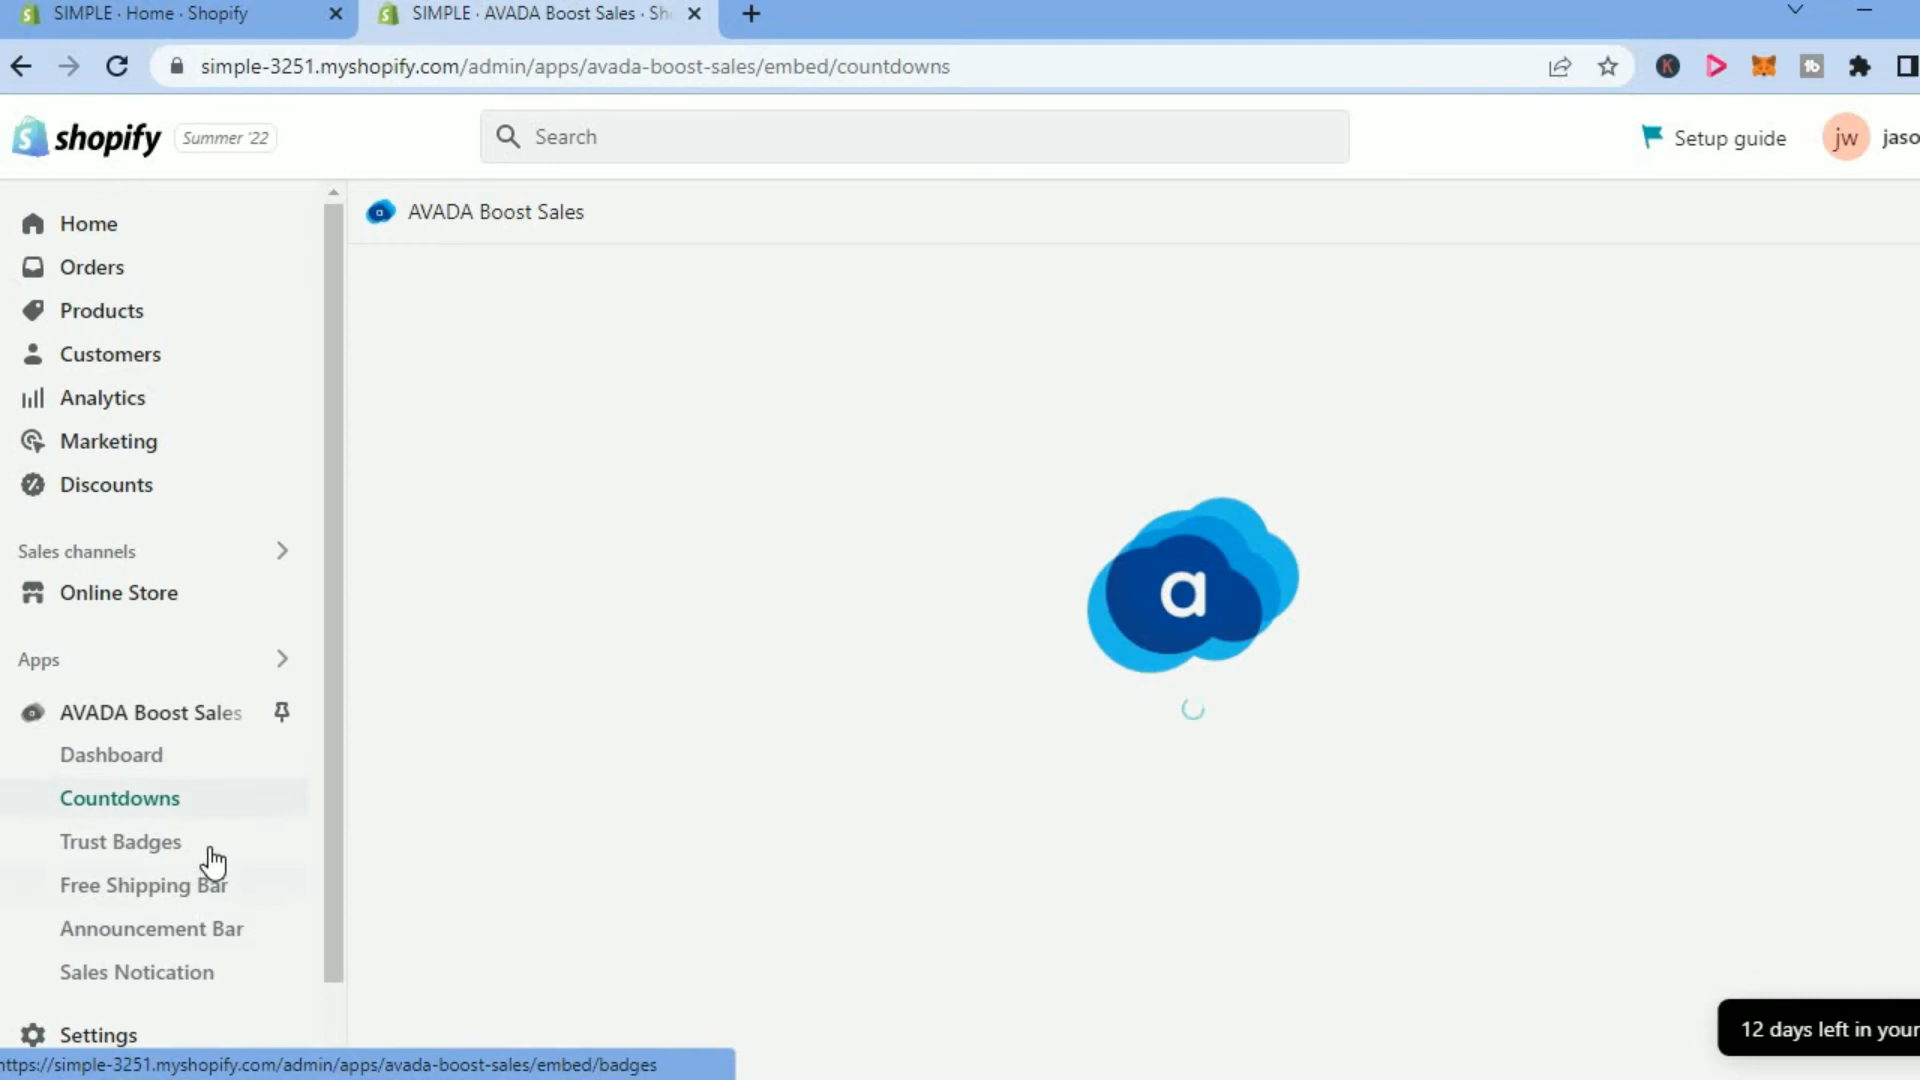 SIMPLE · Home · Shopify
SIMPLE · AVADA Boost Sales · Sh
simple-3251.myshopify.com/admin/apps/avada-boost-sales/embed/countdowns
K
tb
shopify
Summer '22
Search
Setup guide
jw
jaso
Home
Orders
Products
Customers
Analytics
Marketing
Discounts
Sales channels
Online Store
Apps
AVADA Boost Sales
Dashboard
Countdowns
Trust Badges
Free Shipping Bar
Announcement Bar
Sales Notication
Settings
a
AVADA Boost Sales
a
12 days left in your
https://simple-3251.myshopify.com/admin/apps/avada-boost-sales/embed/badges